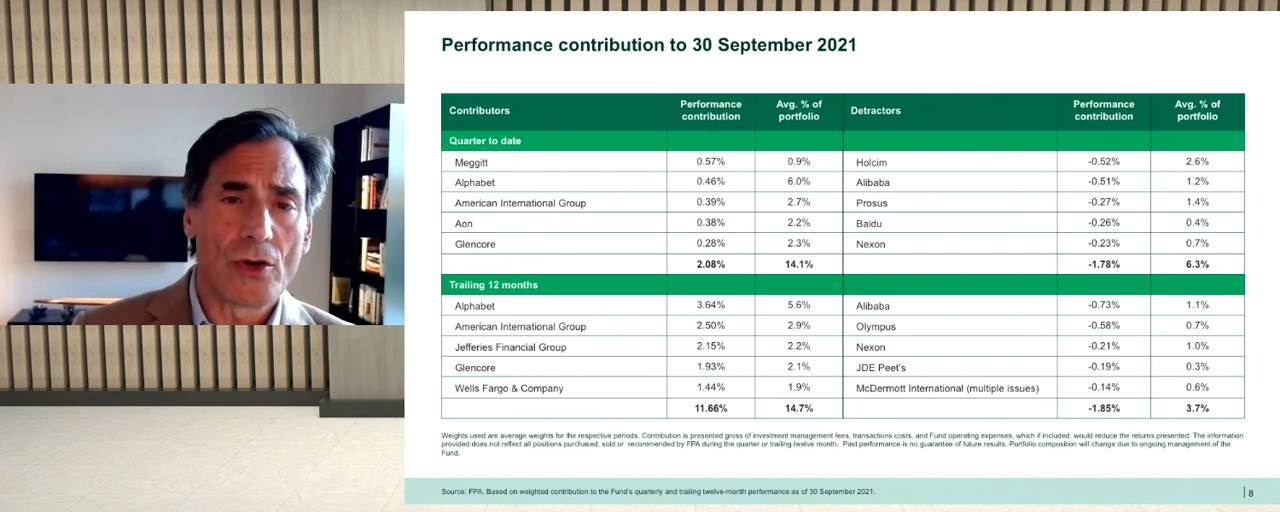 Performance contribution to 30 September 2021
Contributors Performance contribution Avg. % of portfolio Detractors Performance contribution Avg. % of portfolio
Quarter to date
Meggitt 0.57% 0.9% Holcim -0.52% 2.6%
Alphabet 0.46% 6.0% Alibaba -0.51% 1.2%
American International Group 0.39% 2.7% Prosus -0.27% 1.4%
Aon 0.38% 2.2% Baidu -0.26% 0.4%
Glencore 0.28% 2.3% Nexon -0.23% 0.7%
2.08% 14.1% -1.78% 6.3%
Trailing 12 months
Alphabet 3.64% 5.6% Alibaba -0.73% 1.1%
American International Group 2.50% 2.9% Olympus -0.58% 0.7%
Jefferies Financial Group 2.15% 2.2% Nexon -0.21% 1.0%
Glencore 1.93% 2.1% JDE Peet's -0.19% 0.3%
Wells Fargo & Company 1.44% 1.9% McDermott International (multiple issues) -0.14% 0.6%
11.66% 14.7% -1.85% 3.7%
Weights used are average weights for the respective periods. Contribution is presented gross of investment management fees, transactions costs, and Fund operating expenses, which if included, would reduce the returns presented. The information
provided does not reflect all positions purchased, sold or recommended by FPA during the quarter or trailing twelve month. Past performance is no guarantee of future results. Portfolio composition will change due to ongoing management of the
Fund.
Source: FPA. Based on weighted contribution to the Fund's quarterly and trailing twelve-month performance as of 30 September 2021.
8